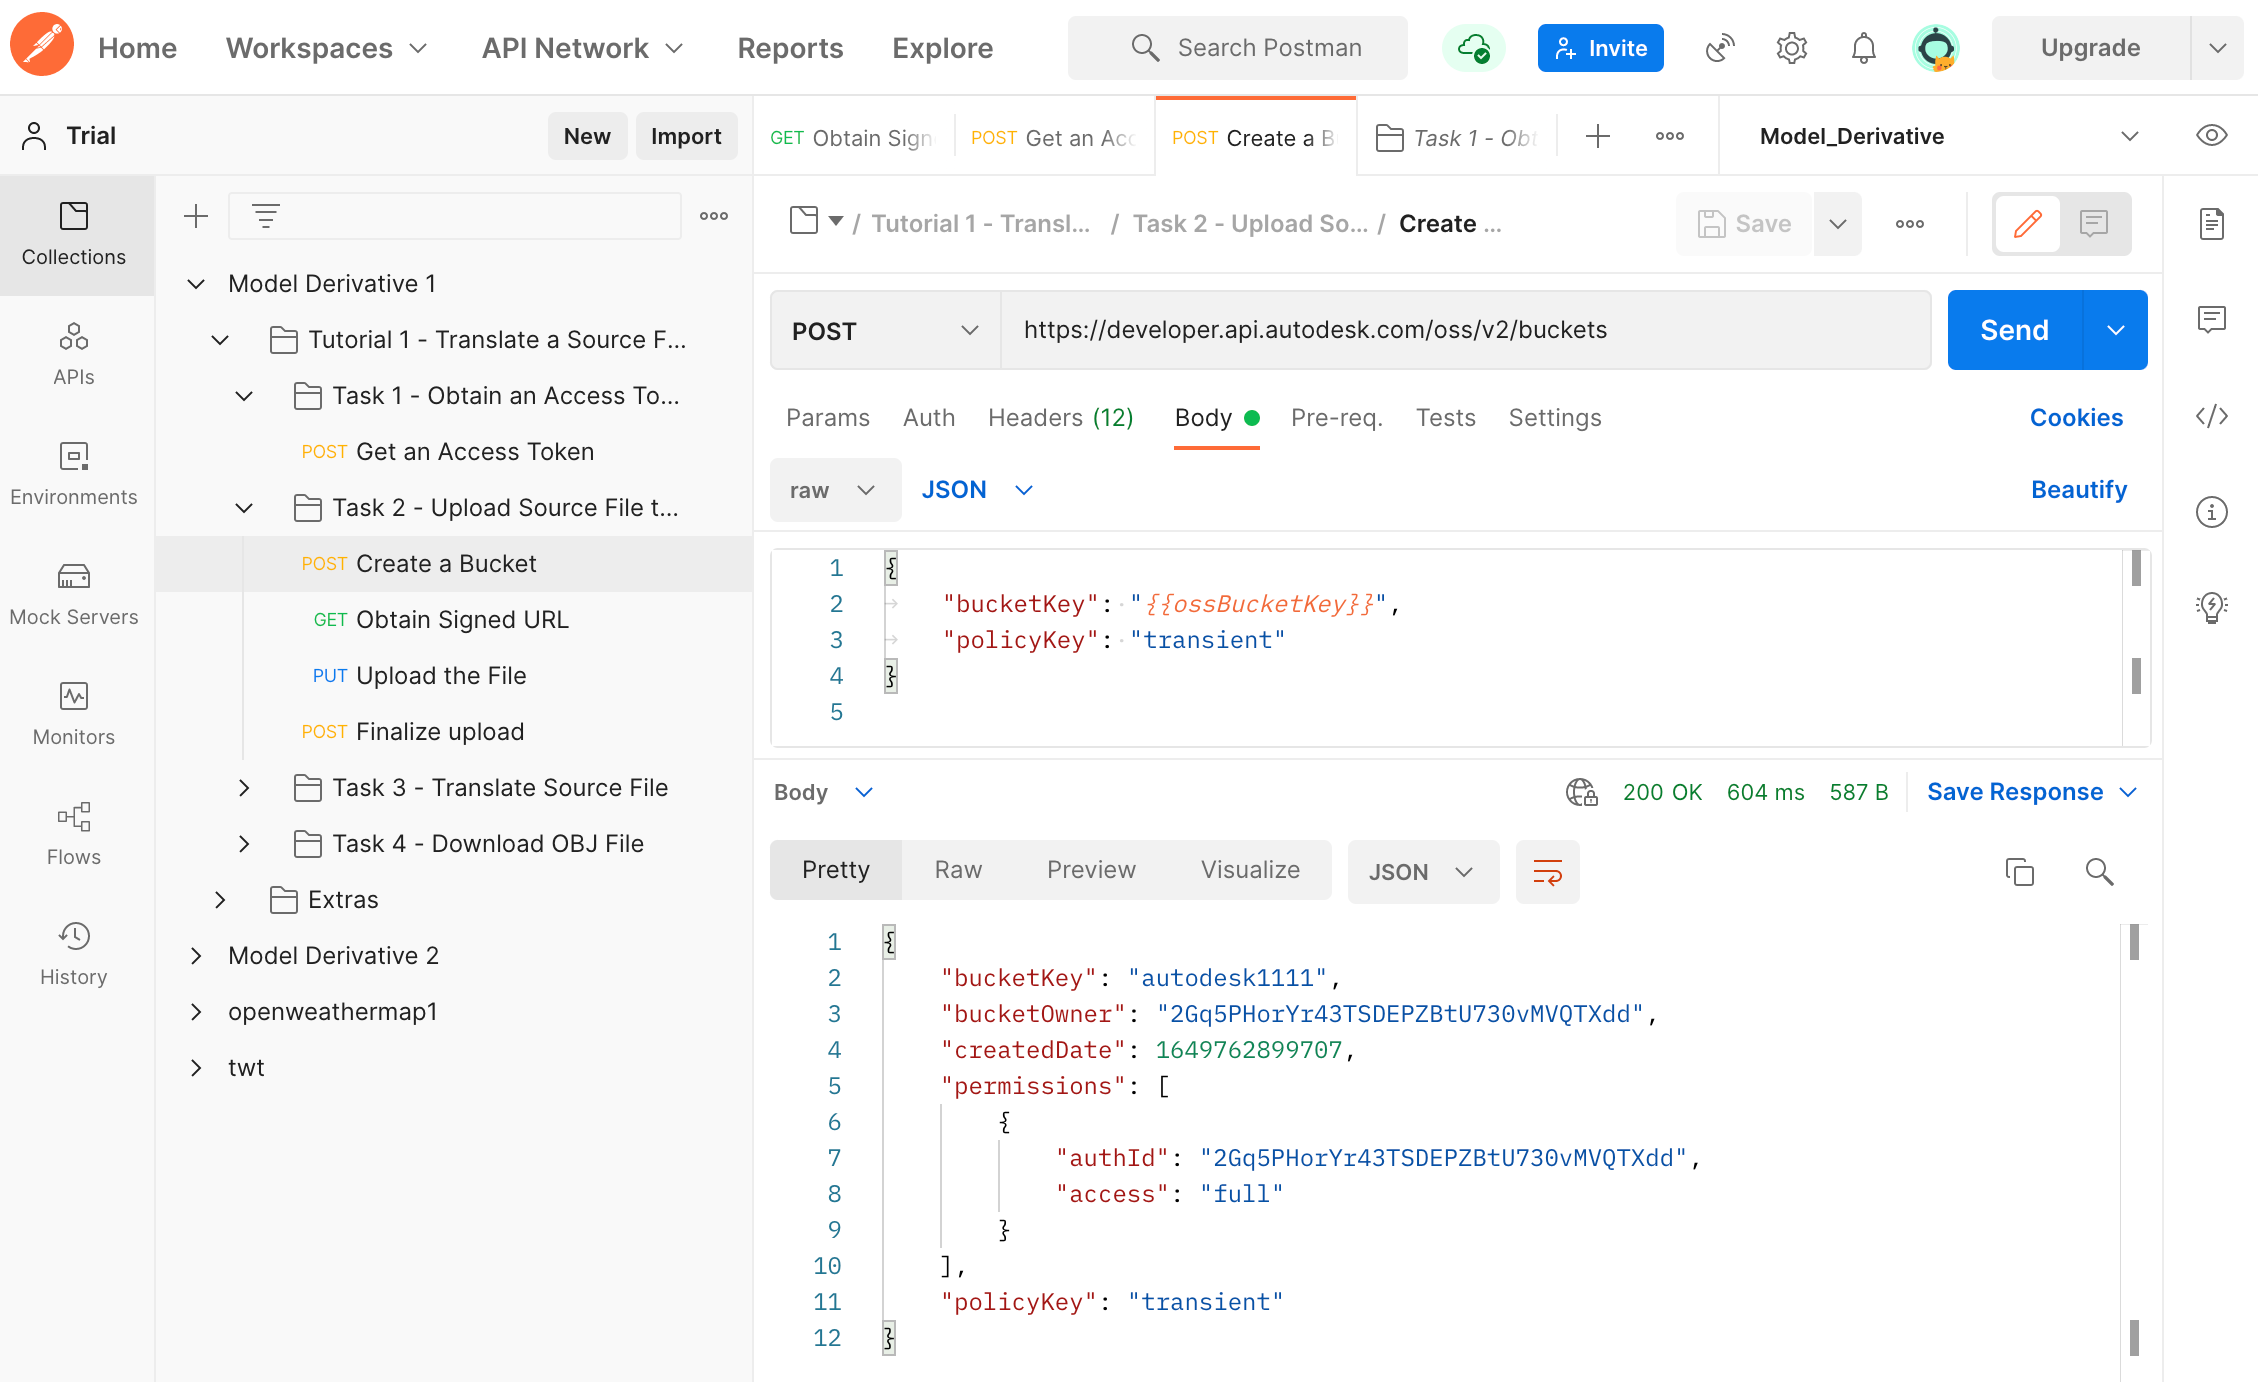 Home Workspaces API Network Reports Explore Search Postman Invite Upgrade
Trial New Import
GET Obtain Sign POST Get an Acc POST Create a B Task 1 - Obt Model_Derivative
Collections
APIs
Environments
Mock Servers
Monitors
Flows
History
Model Derivative 1
Tutorial 1 - Translate a Source F...
Task 1 - Obtain an Access To...
POST Get an Access Token
Task 2 - Upload Source File t...
POST Create a Bucket
GET Obtain Signed URL
PUT Upload the File
POST Finalize upload
Task 3 - Translate Source File
Task 4 - Download OBJ File
Extras
Model Derivative 2
openweathermap1
twt
/ Tutorial 1 - Transl... / Task 2 - Upload So... / Create ... Save
POST https://developer.api.autodesk.com/oss/v2/buckets Send
Params Auth Headers (12) Body Pre-req. Tests Settings Cookies
raw JSON Beautify
1 {
2 "bucketKey": "{{ossBucketKey}}",
3 "policyKey": "transient"
4 }
5
Body 200 OK 604 ms 587 B Save Response
Pretty Raw Preview Visualize JSON
1 {
2 "bucketKey": "autodesk1111",
3 "bucketOwner": "2Gq5PHorYr43TSDEPZBtU730vMVQTXdd",
4 "createdDate": 1649762899707,
5 "permissions": [
6 {
7 "authId": "2Gq5PHorYr43TSDEPZBtU730vMVQTXdd",
8 "access": "full"
9 }
10 ],
11 "policyKey": "transient"
12 }